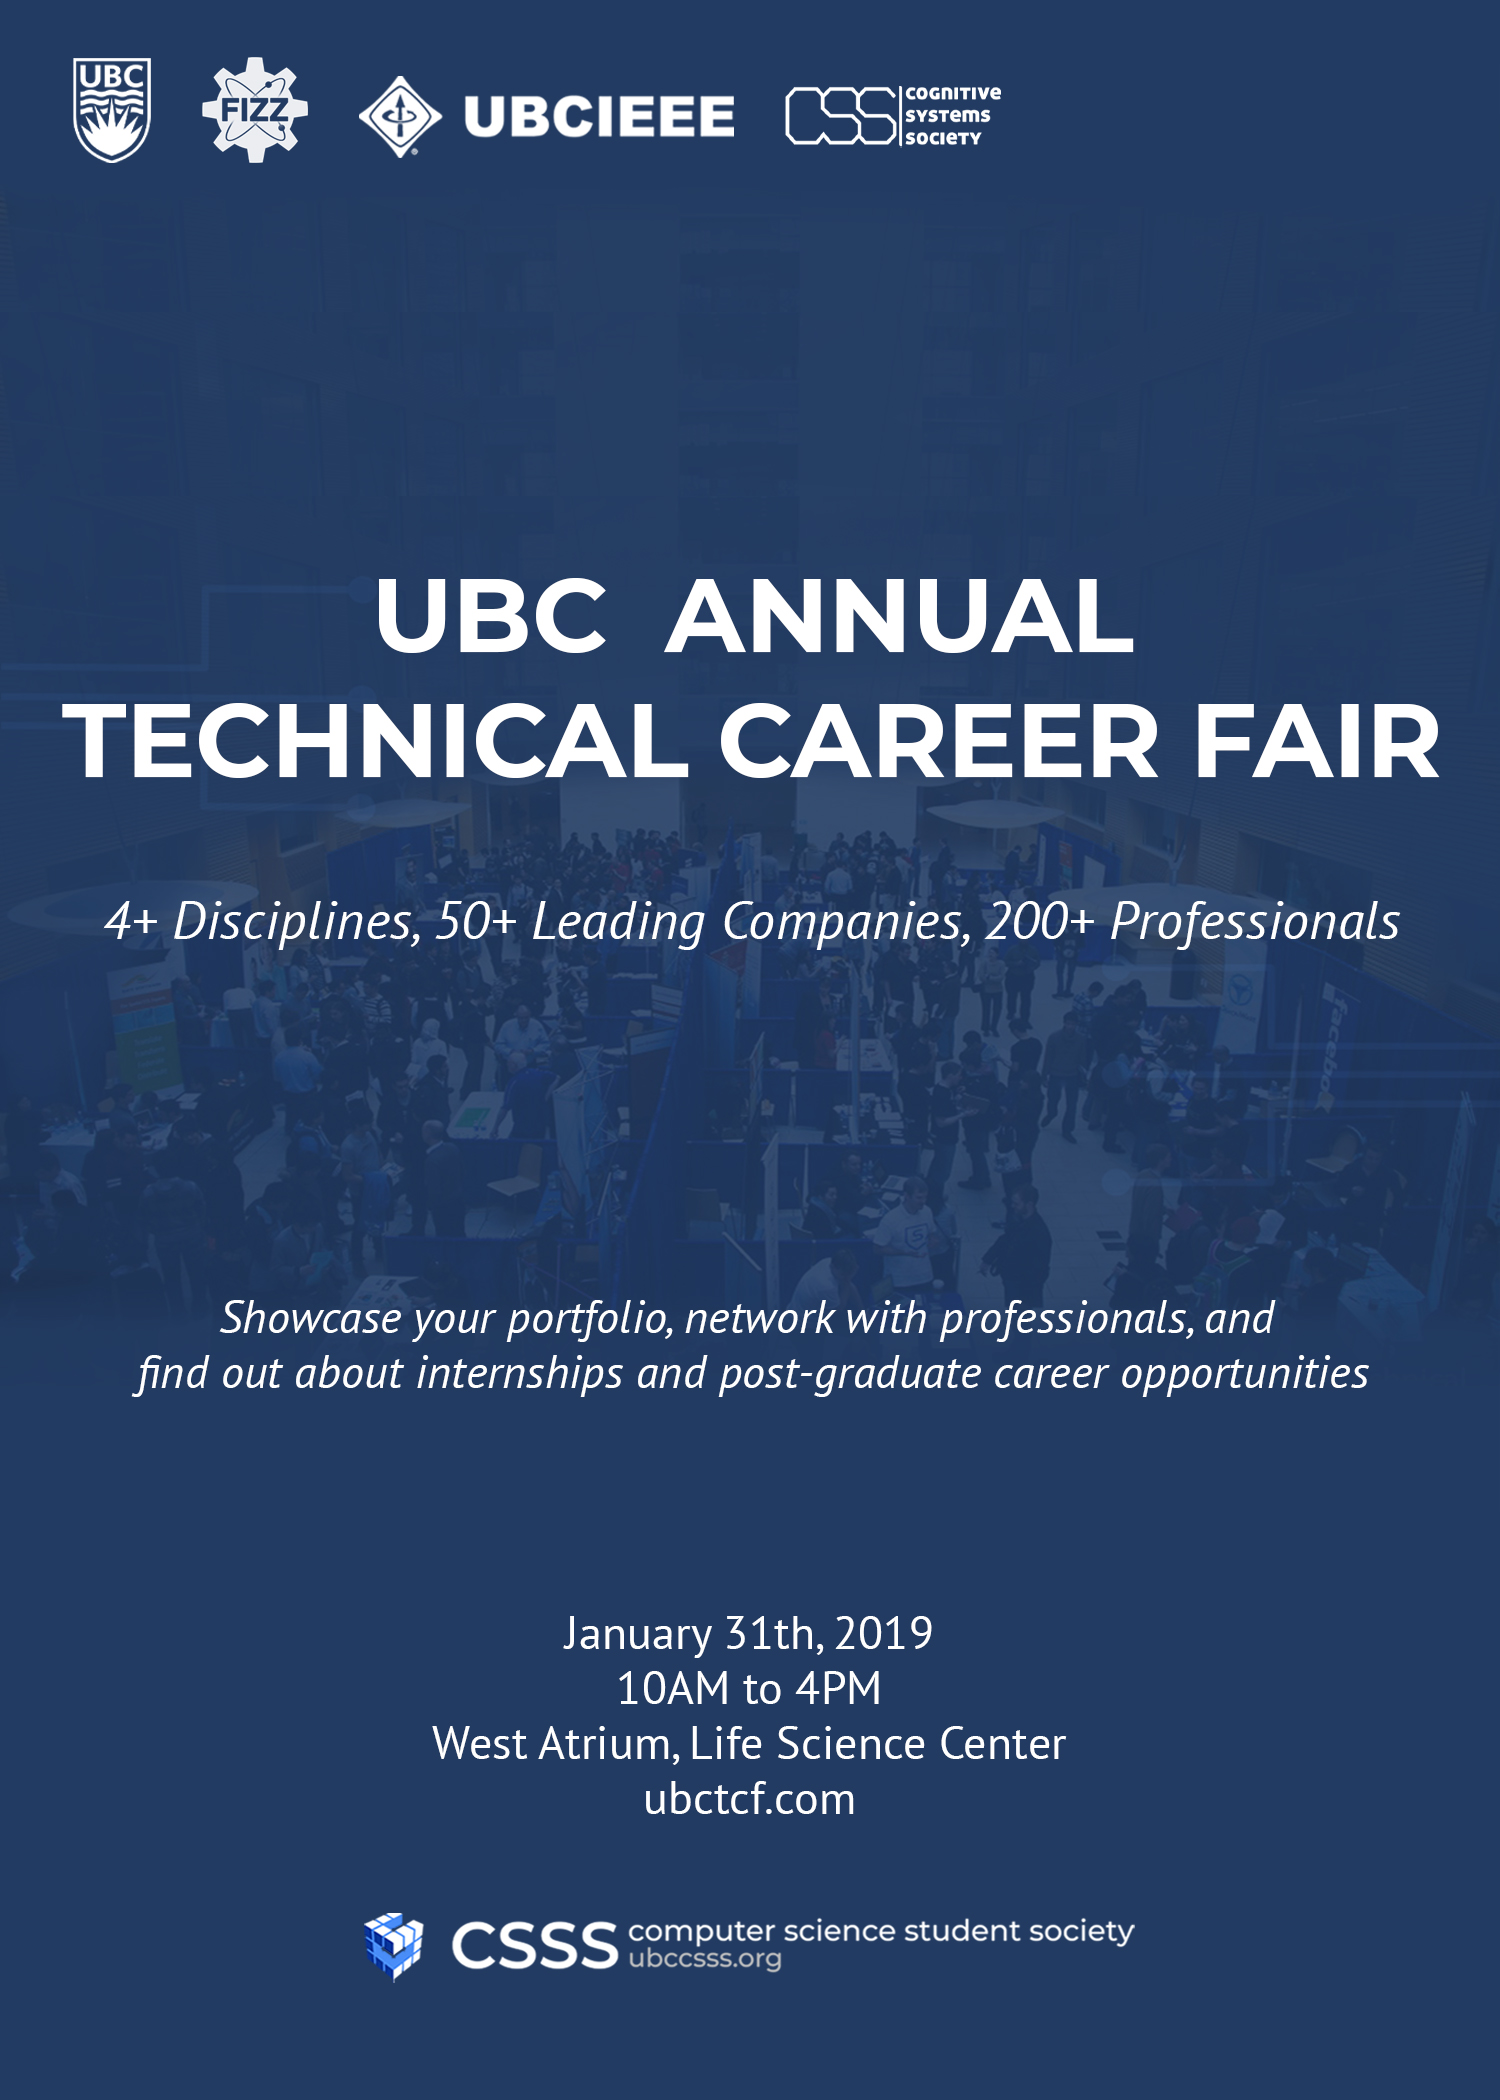 UBC
FIZZ
UBCIEEE
CSS
COGNITIVE
SYSTEMS
SOCIETY
UBC ANNUAL
TECHNICAL CAREER FAIR
4+ Disciplines, 50+ Leading Companies, 200+ Professionals
facebo
Showcase your portfolio, network with professionals, and
find out about internships and post-graduate career opportunities
January 31th, 2019
10AM to 4PM
West Atrium, Life Science Center
ubctcf.com
CSSS computer science student society
ubccsss.org